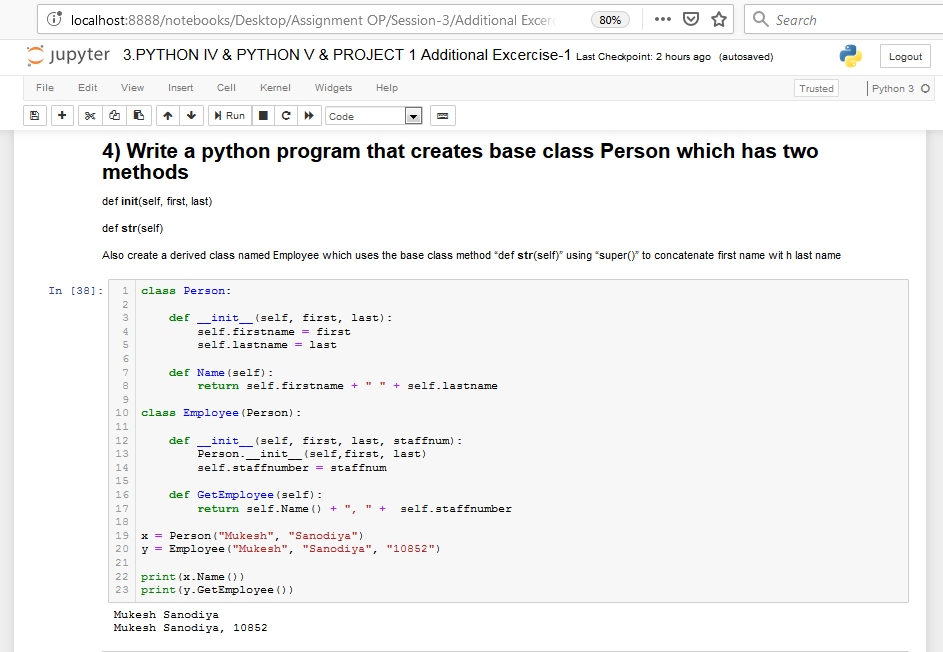 localhost:8888/notebooks/Desktop/Assignment OP/Session-3/Additional Excer 80% ••• Search
jupyter 3.PYTHON IV & PYTHON V & PROJECT 1 Additional Excercise-1 Last Checkpoint: 2 hours ago (autosaved) Logout
File Edit View Insert Cell Kernel Widgets Help Trusted Python 3
Run Code
4) Write a python program that creates base class Person which has two
methods
def init(self, first, last)
def str(self)
Also create a derived class named Employee which uses the base class method “def str(self)” using “super()” to concatenate first name wit h last name
In [38]: 1 class Person:
2
3 def __init__(self, first, last):
4 self.firstname = first
5 self.lastname = last
6
7 def Name(self):
8 return self.firstname + " " + self.lastname
9
10 class Employee(Person):
11
12 def __init__(self, first, last, staffnum):
13 Person.__init__(self,first, last)
14 self.staffnumber = staffnum
15
16 def GetEmployee(self):
17 return self.Name() + ", " +  self.staffnumber
18
19 x = Person("Mukesh", "Sanodiya")
20 y = Employee("Mukesh", "Sanodiya", "10852")
21
22 print(x.Name())
23 print(y.GetEmployee())
Mukesh Sanodiya
Mukesh Sanodiya, 10852